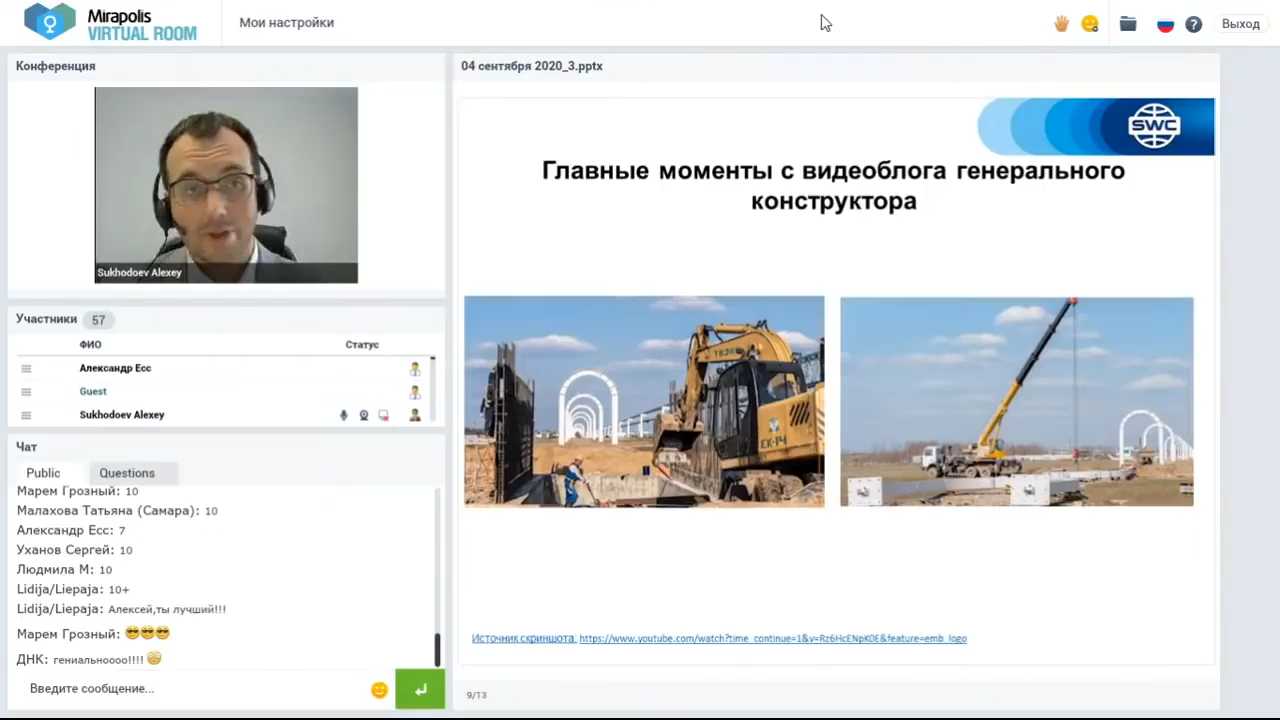 Mirapolis
VIRTUAL ROOM
Мои настройки
Выход
Конференция
Sukhodoev Alexey
Участники 57
ФИО Статус
Александр Есс
Guest
Sukhodoev Alexey
Чат
Public Questions
Марем Грозный: 10
Малахова Татьяна (Самара): 10
Александр Есс: 7
Уханов Сергей: 10
Людмила М: 10
Lidija/Liepaja: 10+
Lidija/Liepaja: Алексей,ты лучший!!!
Марем Грозный: 😎😎😎
ДНК: гениальноооо!!!!
Введите сообщение...
04 сентября 2020_3.pptx
SWC
Главные моменты с видеоблога генерального
конструктора
ЕК-14
Источник скриншота: https://www.youtube.com/watch?time_continue=1&v=Rz6HcENpK0E&feature=emb_logo
9/13